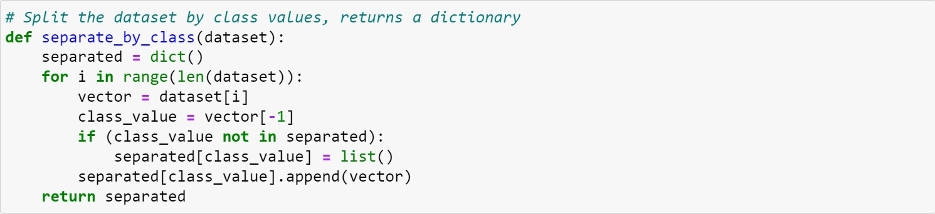 # Split the dataset by class values, returns a dictionary
def separate_by_class(dataset):
    separated = dict()
    for i in range(len(dataset)):
        vector = dataset[i]
        class_value = vector[-1]
        if (class_value not in separated):
            separated[class_value] = list()
        separated[class_value].append(vector)
    return separated